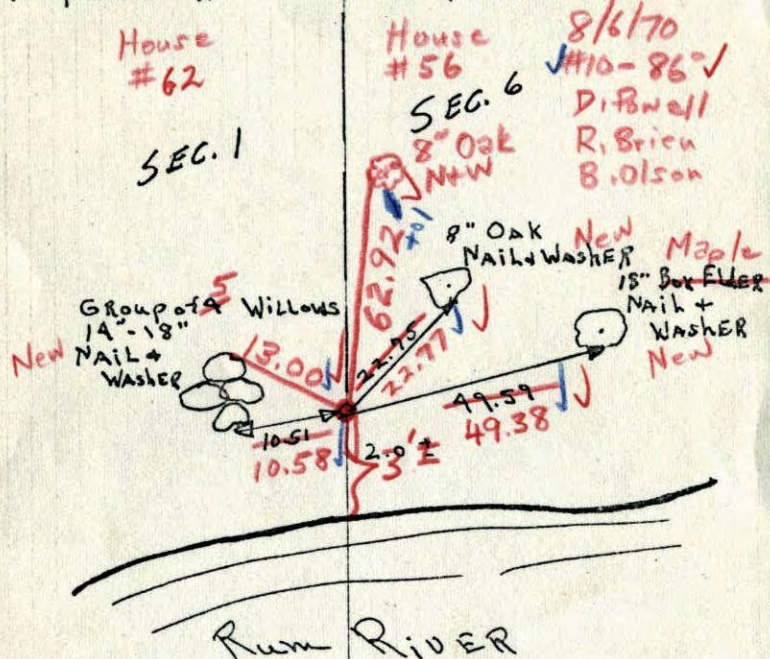 House
#62
House
#56
8/6/70
#10-86°
D. Powell
R. Brien
B. Olson
SEC. 1
SEC. 6
8" Oak
N+W
62.92
8" OAK
NAIL & WASHER
New
Maple
18" Box ELDER
NAIL +
WASHER
New
GROUP of 4 5 WILLOWS
14"-18"
New NAIL &
WASHER
13.00
22.75
22.77
49.59
49.38
10.51
10.58
2.0 ±
3' ±
Rum RIVER